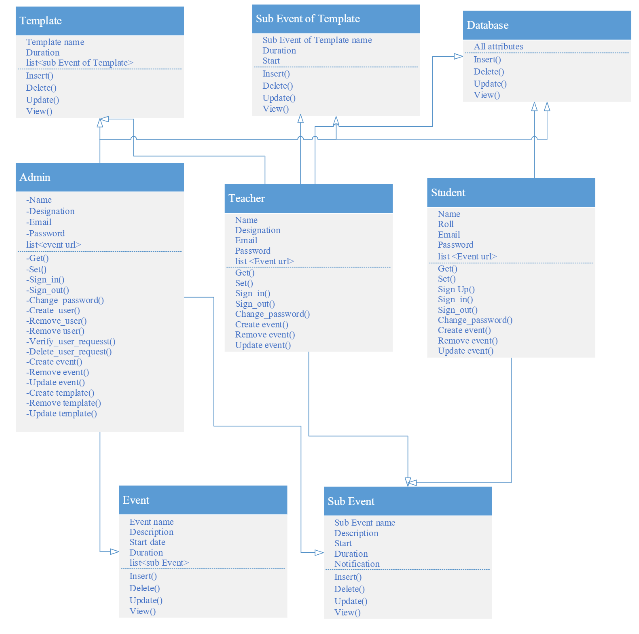 Template
Template name
Duration
list<sub Event of Template>
Insert()
Delete()
Update()
View()
Sub Event of Template
Sub Event of Template name
Duration
Start
Insert()
Delete()
Update()
View()
Database
All attributes
Insert()
Delete()
Update()
View()
Admin
-Name
-Designation
-Email
-Password
list<event url>
-Get()
-Set()
-Sign_in()
-Sign_out()
-Change_password()
-Create_user()
-Remove_user()
-Remove user()
-Verify_user_requesst()
-Delete_user_request()
-Create event()
-Remove event()
-Update event()
-Create template()
-Remove template()
-Update template()
Teacher
Name
Designation
Email
Password
list <Event url>
Get()
Set()
Sign_in()
Sign_out()
Change_password()
Create event()
Remove event()
Update event()
Student
Name
Roll
Email
Password
list <Event url>
Get()
Set()
Sign Up()
Sign_in()
Sign_out()
Change_password()
Create event()
Remove event()
Update event()
Event
Event name
Description
Start date
Duration
list<sub Event>
Insert()
Delete()
Update()
View()
Sub Event
Sub Event name
Description
Start
Duration
Notification
Insert()
Delete()
Update()
View()